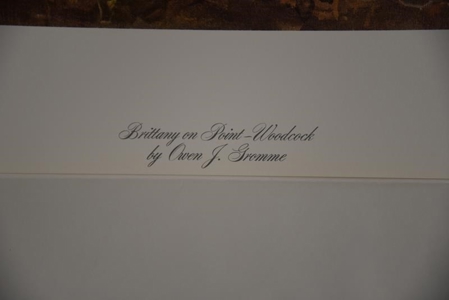 Brittany on Point-Woodcock
by Owen J. Gromme